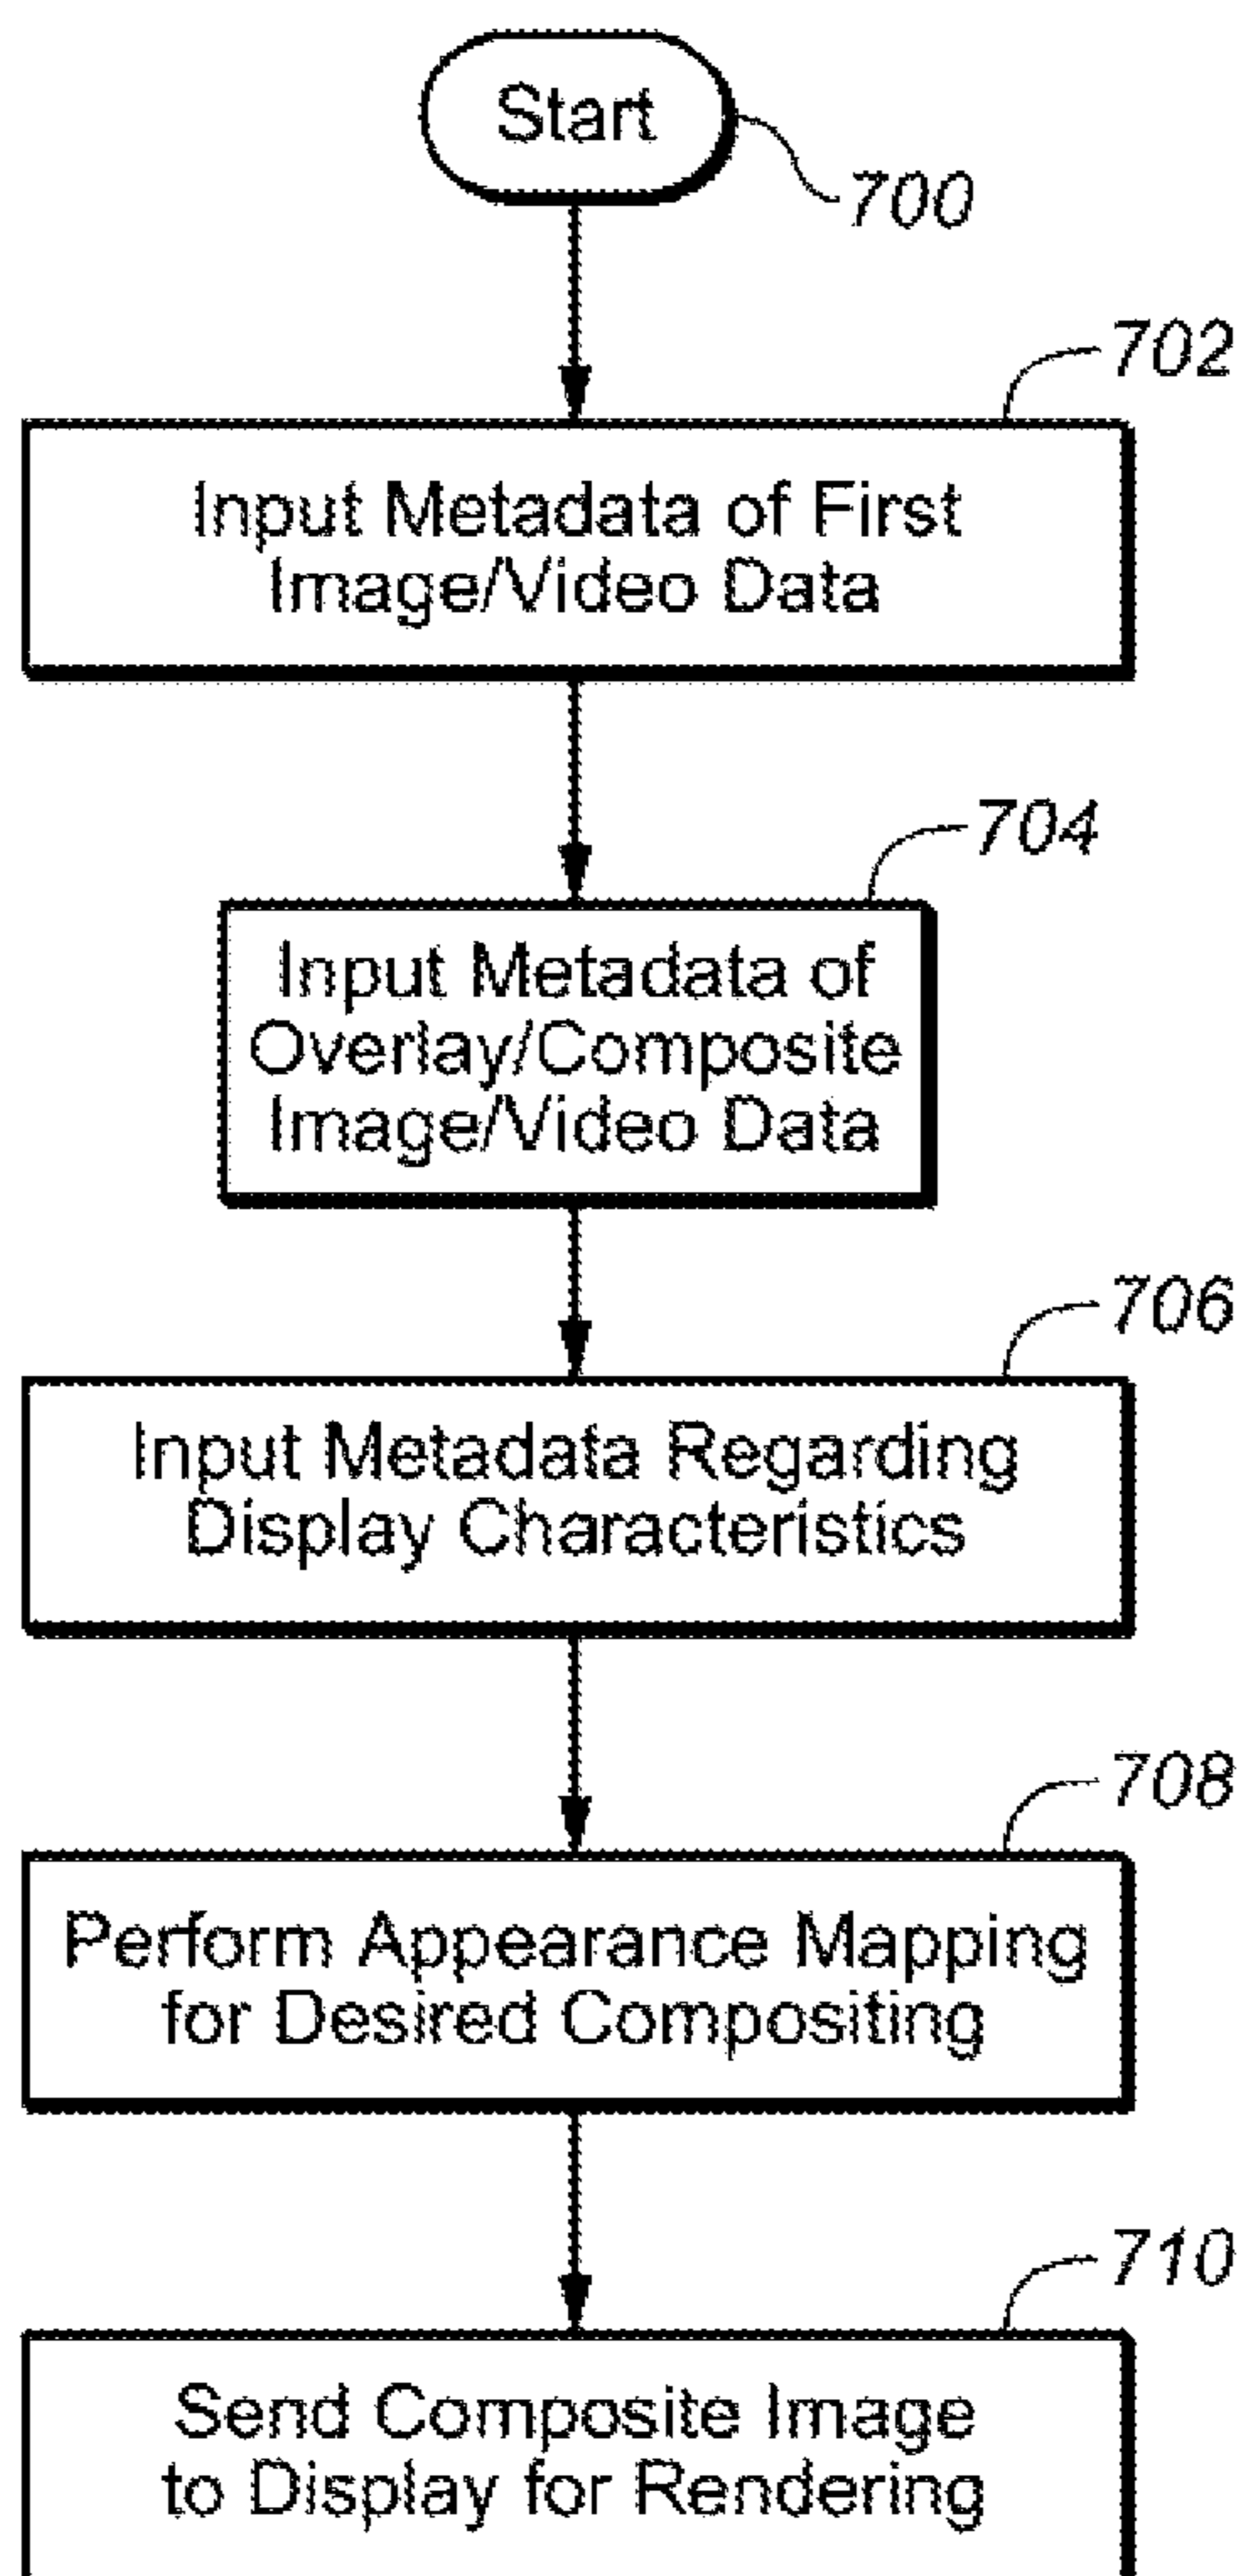 Start
700
702
Input Metadata of First
Image/Video Data
704
Input Metadata of
Overlay/Composite
Image/Video Data
706
Input Metadata Regarding
Display Characteristics
708
Perform Appearance Mapping
for Desired Compositing
710
Send Composite Image
to Display for Rendering